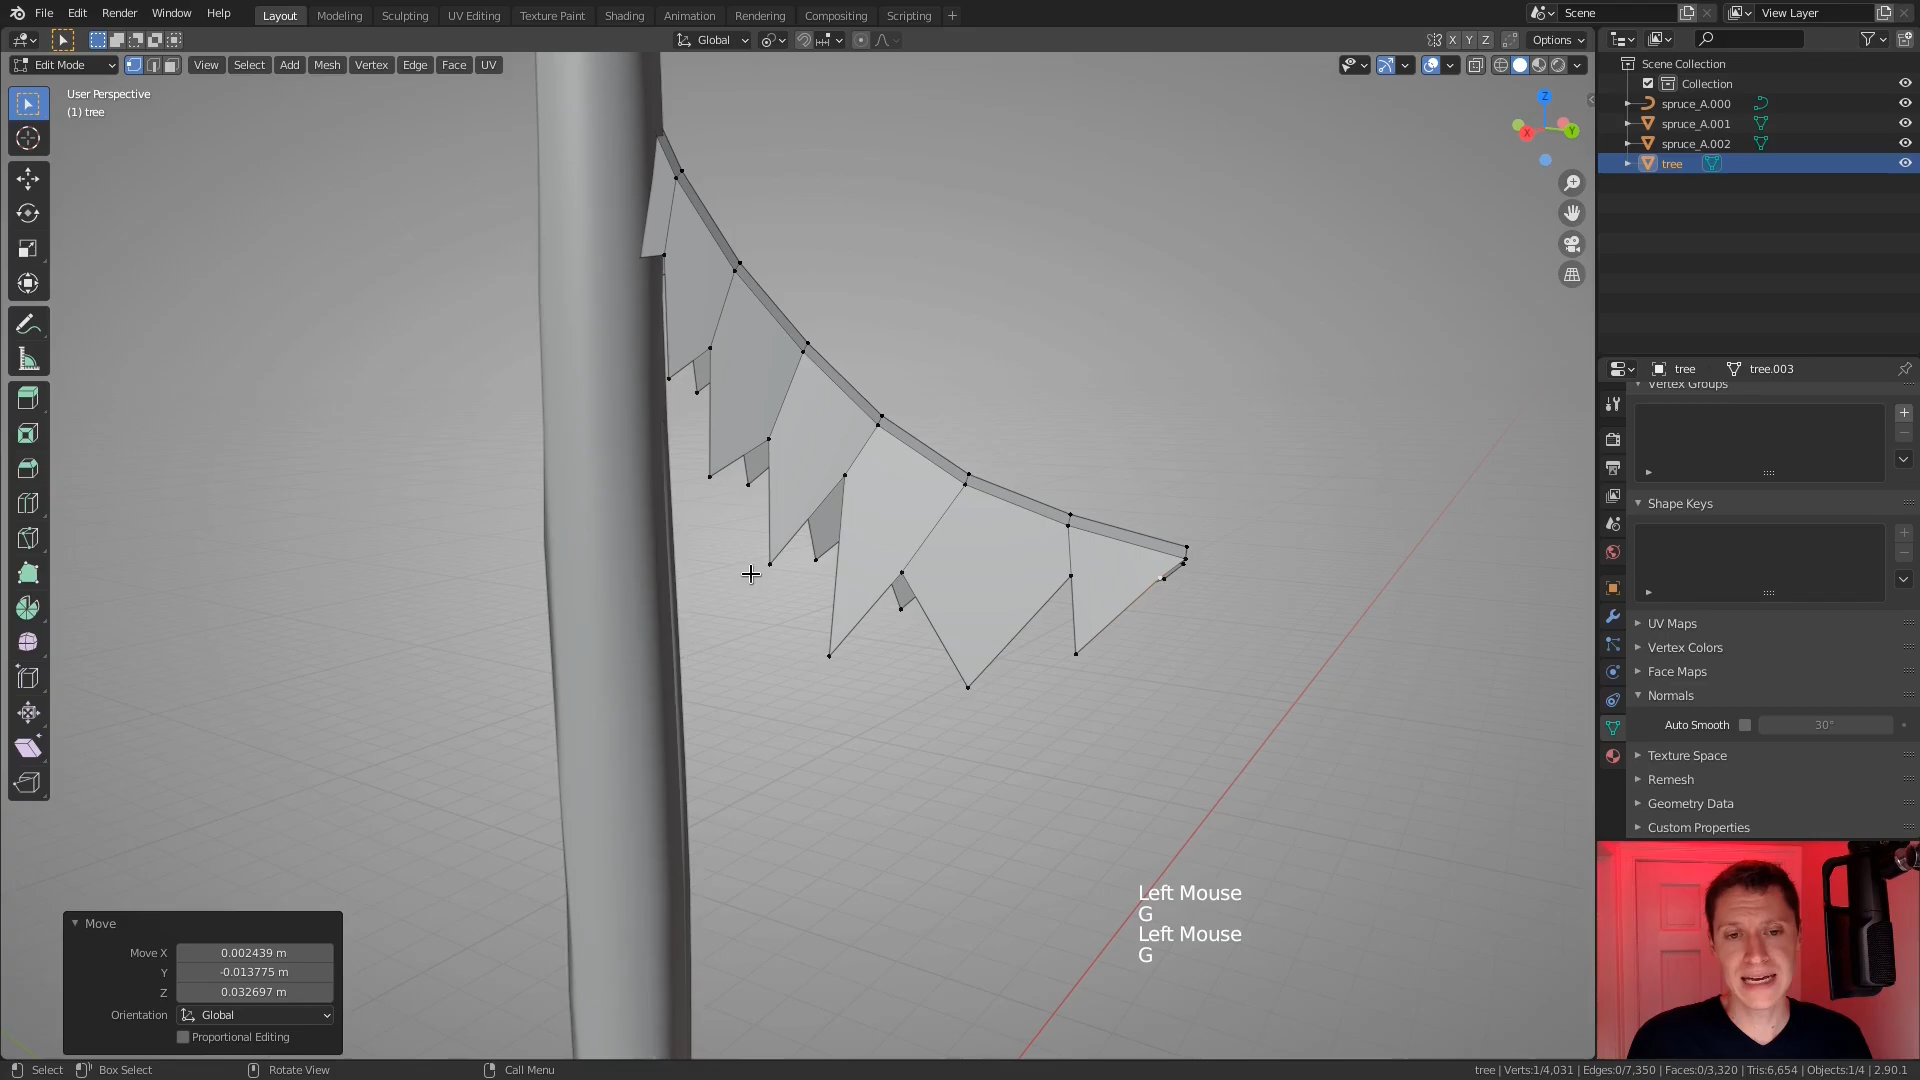 File Edit Render Window Help Layout Modeling Sculpting UV Editing Texture Paint Shading Animation Rendering Compositing Scripting + Scene View Layer
Global X Y Z Options
Edit Mode View Select Add Mesh Vertex Edge Face UV
User Perspective
(1) tree
Z
X Y
Scene Collection
Collection
spruce_A.000
spruce_A.001
spruce_A.002
tree
tree tree.003
Vertex Groups
Shape Keys
UV Maps
Vertex Colors
Face Maps
Normals
Auto Smooth 30°
Texture Space
Remesh
Geometry Data
Custom Properties
Left Mouse
G
Left Mouse
G
Move
Move X 0.002439 m
Y -0.013775 m
Z 0.032697 m
Orientation Global
Proportional Editing
Select Box Select Rotate View Call Menu tree | Verts:1/4,031 | Edges:0/7,350 | Faces:0/3,320 | Tris:6,654 | Objects:1/4 | 2.90.1